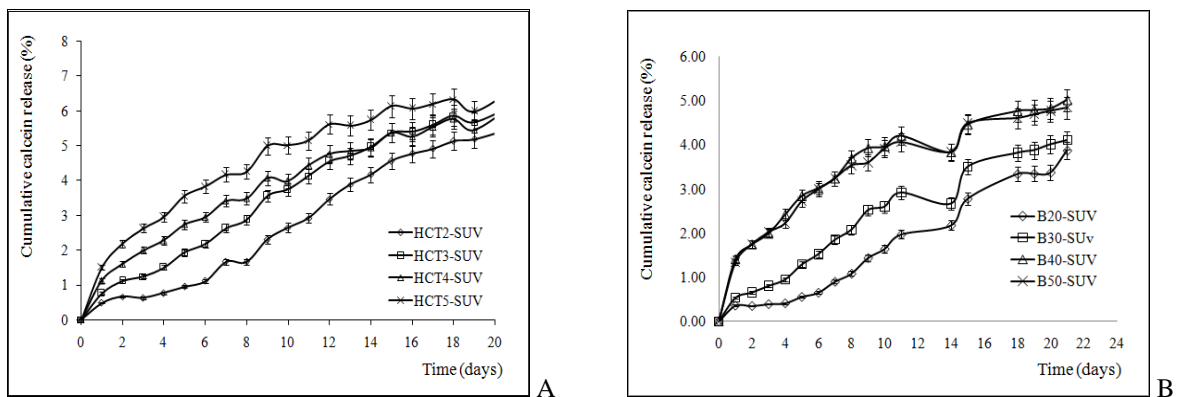 Cumulative calcein release (%)
8
7
6
5
4
3
2
1
0
0 2 4 6 8 10 12 14 16 18 20
Time (days)
HCT2-SUV
HCT3-SUV
HCT4-SUV
HCT5-SUV
A
Cumulative calcein release (%)
6.00
5.00
4.00
3.00
2.00
1.00
0.00
0 2 4 6 8 10 12 14 16 18 20 22 24
Time (days)
B20-SUV
B30-SUv
B40-SUV
B50-SUV
B